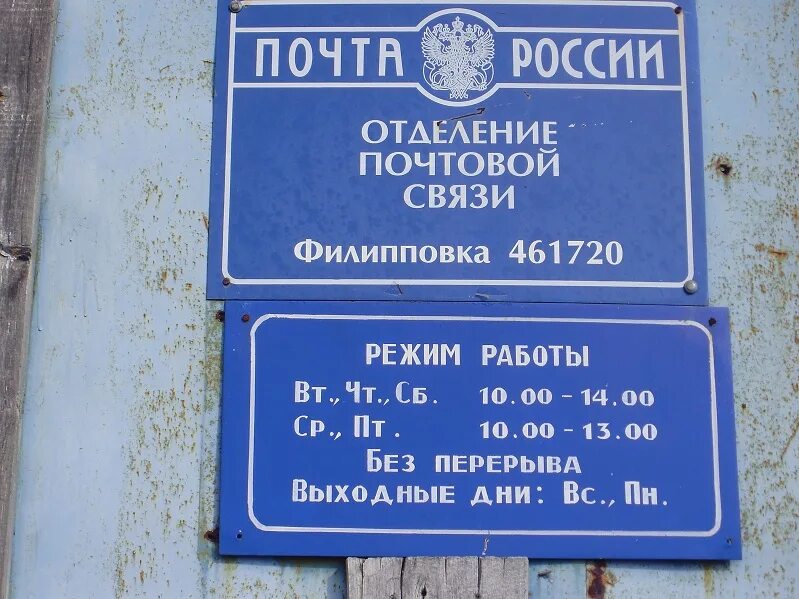 ПОЧТА РОССИИ
ОТДЕЛЕНИЕ
ПОЧТОВОЙ
СВЯЗИ
Филипповка 461720
РЕЖИМ РАБОТЫ
Вт., Чт., Сб. 10.00 - 14.00
Ср., Пт. 10.00 - 13.00
Без перерыва
Выходные дни: Вс., Пн.